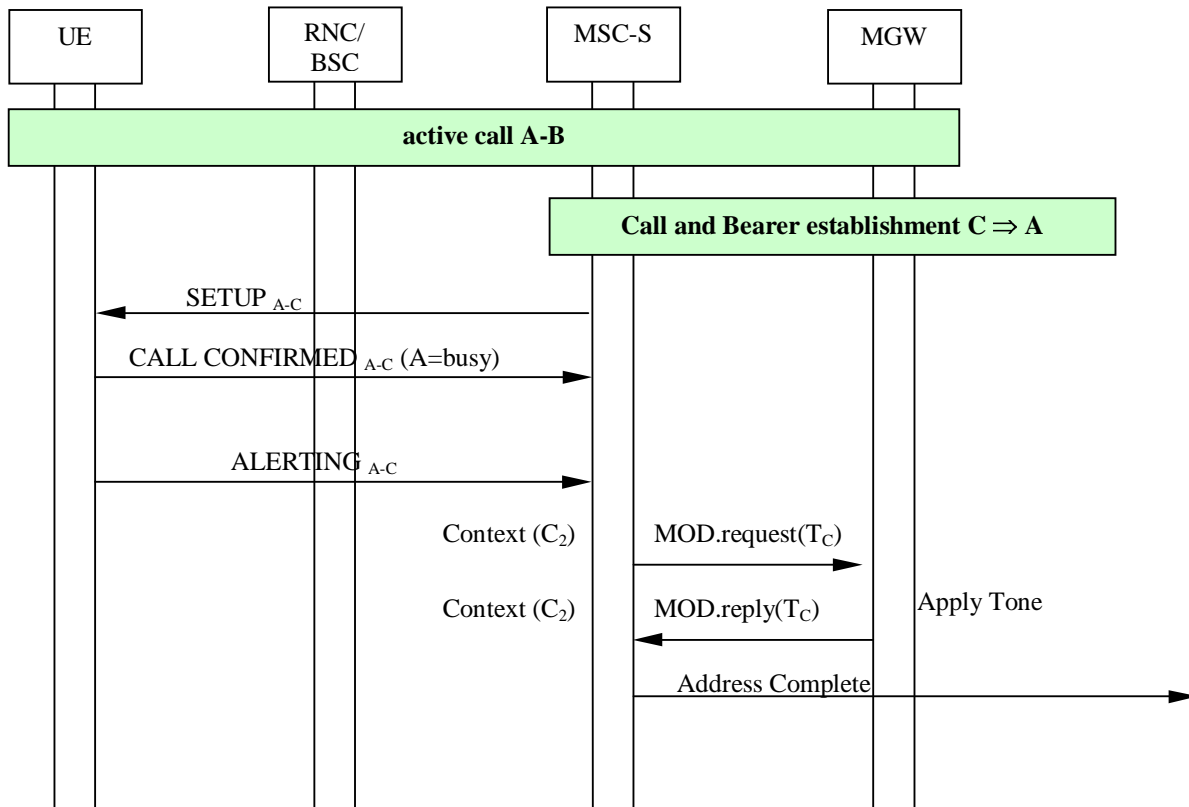 UE
RNC/
BSC
MSC-S
MGW
active call A-B
Call and Bearer establishment C ⇒ A
SETUP A-C
CALL CONFIRMED A-C (A=busy)
ALERTING A-C
Context (C2)
MOD.request(TC)
Context (C2)
MOD.reply(TC)
Apply Tone
Address Complete